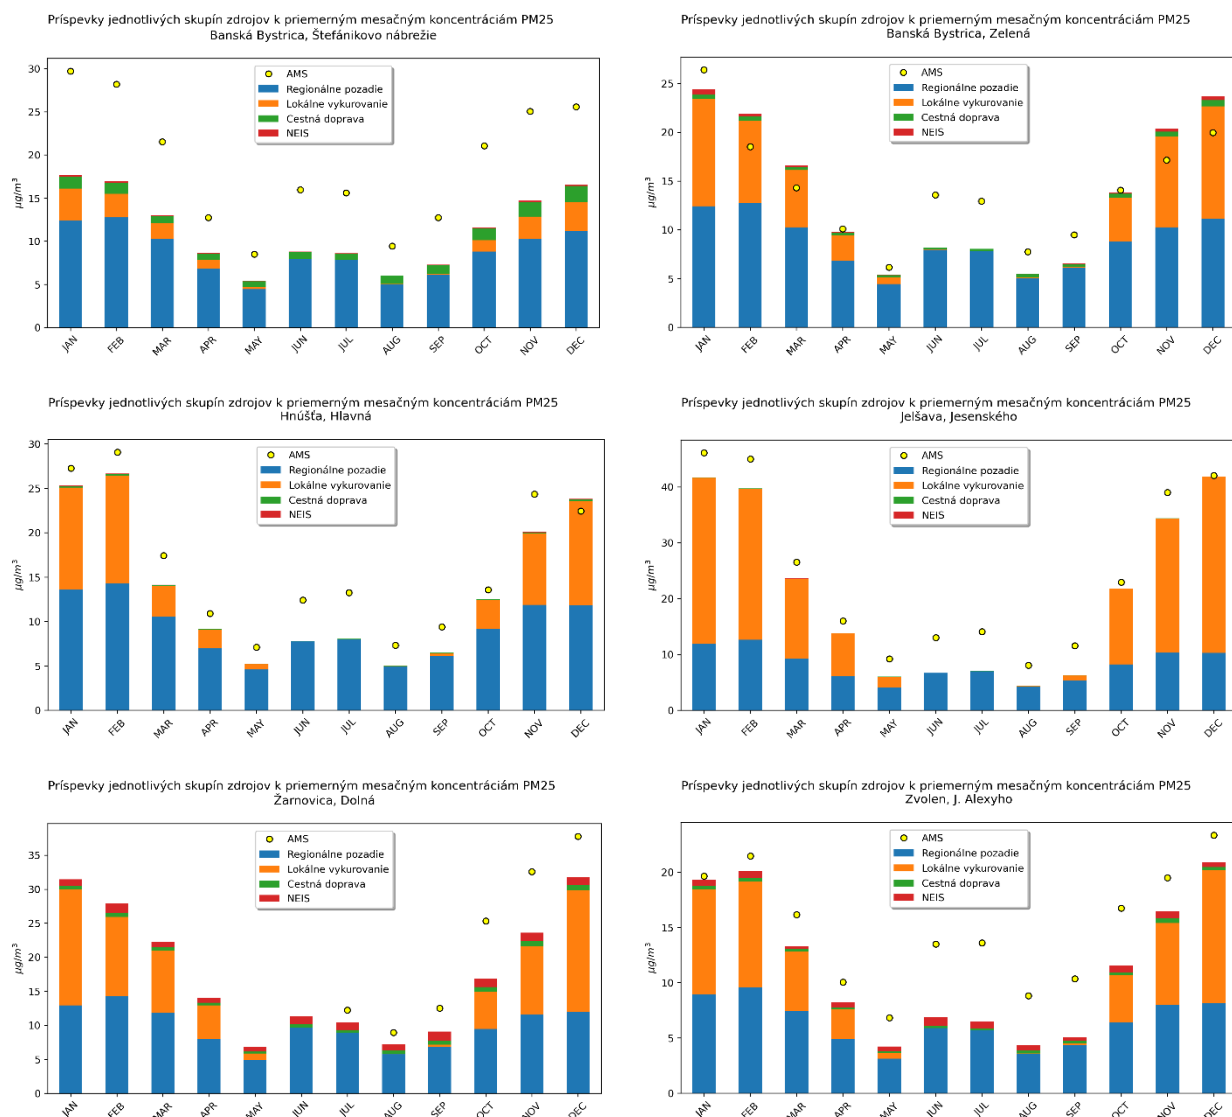 Príspevky jednotlivých skupín zdrojov k priemerným mesačným koncentráciám PM25
Banská Bystrica, Štefánikovo nábrežie
AMS
Regionálne pozadie
Lokálne vykurovanie
Cestná doprava
NEIS
µg/m³
30
25
20
15
10
5
0
JAN FEB MAR APR MAY JUN JUL AUG SEP OCT NOV DEC
Príspevky jednotlivých skupín zdrojov k priemerným mesačným koncentráciám PM25
Banská Bystrica, Zelená
AMS
Regionálne pozadie
Lokálne vykurovanie
Cestná doprava
NEIS
µg/m³
25
20
15
10
5
0
JAN FEB MAR APR MAY JUN JUL AUG SEP OCT NOV DEC
Príspevky jednotlivých skupín zdrojov k priemerným mesačným koncentráciám PM25
Hnúšťa, Hlavná
AMS
Regionálne pozadie
Lokálne vykurovanie
Cestná doprava
NEIS
µg/m³
30
25
20
15
10
5
0
JAN FEB MAR APR MAY JUN JUL AUG SEP OCT NOV DEC
Príspevky jednotlivých skupín zdrojov k priemerným mesačným koncentráciám PM25
Jelšava, Jesenského
AMS
Regionálne pozadie
Lokálne vykurovanie
Cestná doprava
NEIS
µg/m³
40
30
20
10
0
JAN FEB MAR APR MAY JUN JUL AUG SEP OCT NOV DEC
Príspevky jednotlivých skupín zdrojov k priemerným mesačným koncentráciám PM25
Žarnovica, Dolná
AMS
Regionálne pozadie
Lokálne vykurovanie
Cestná doprava
NEIS
µg/m³
35
30
25
20
15
10
5
0
JAN FEB MAR APR MAY JUN JUL AUG SEP OCT NOV DEC
Príspevky jednotlivých skupín zdrojov k priemerným mesačným koncentráciám PM25
Zvolen, J. Alexyho
AMS
Regionálne pozadie
Lokálne vykurovanie
Cestná doprava
NEIS
µg/m³
20
15
10
5
0
JAN FEB MAR APR MAY JUN JUL AUG SEP OCT NOV DEC